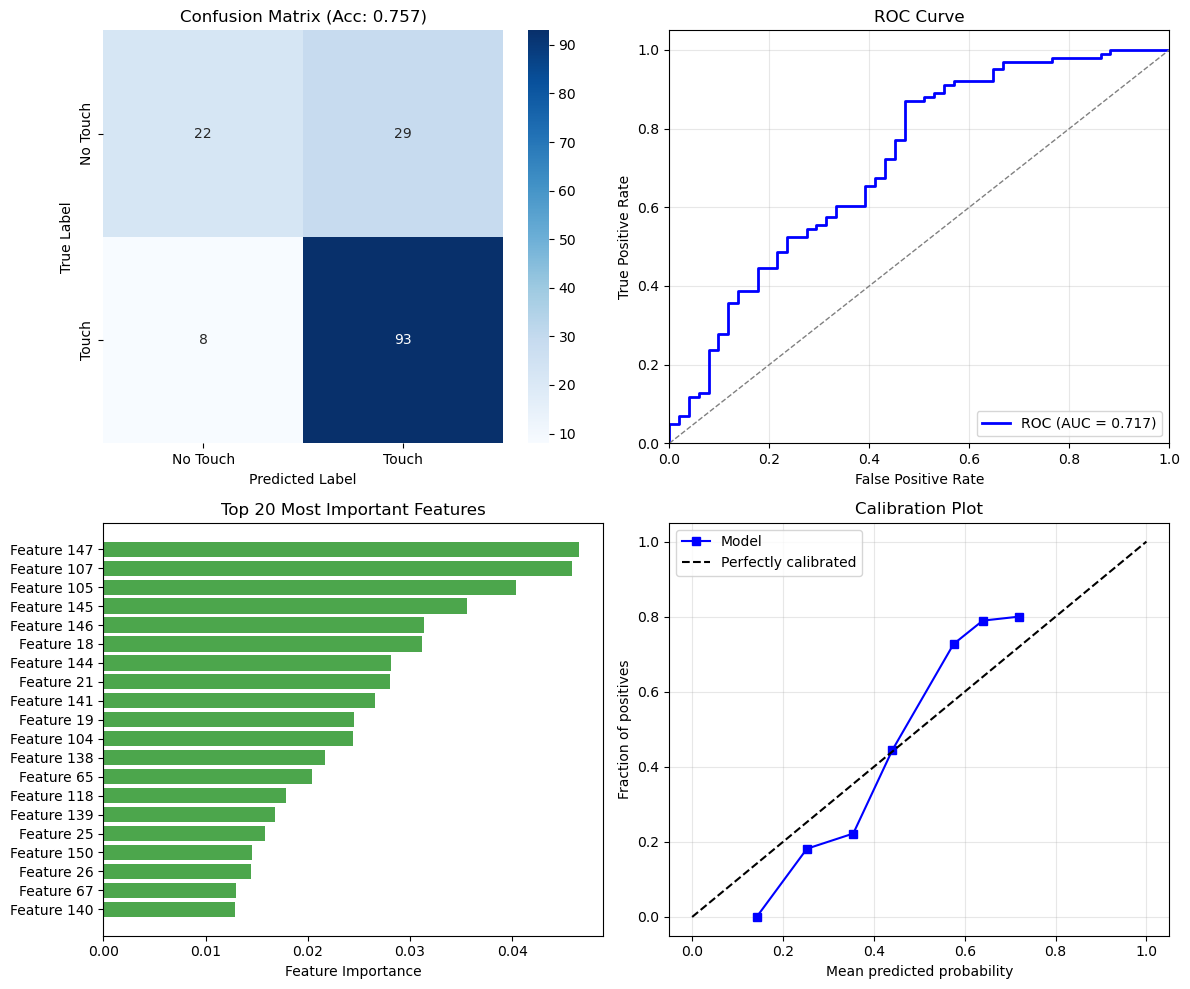 Confusion Matrix (Acc: 0.757)
True Label
No Touch
Touch
22
29
8
93
No Touch
Touch
Predicted Label
90
80
70
60
50
40
30
20
10
ROC Curve
True Positive Rate
1.0
0.8
0.6
0.4
0.2
0.0
ROC (AUC = 0.717)
0.0
0.2
0.4
0.6
0.8
1.0
False Positive Rate
Top 20 Most Important Features
Feature 147
Feature 107
Feature 105
Feature 145
Feature 146
Feature 18
Feature 144
Feature 21
Feature 141
Feature 19
Feature 104
Feature 138
Feature 65
Feature 118
Feature 139
Feature 25
Feature 150
Feature 26
Feature 67
Feature 140
0.00
0.01
0.02
0.03
0.04
Feature Importance
Calibration Plot
Model
Perfectly calibrated
Fraction of positives
1.0
0.8
0.6
0.4
0.2
0.0
0.0
0.2
0.4
0.6
0.8
1.0
Mean predicted probability